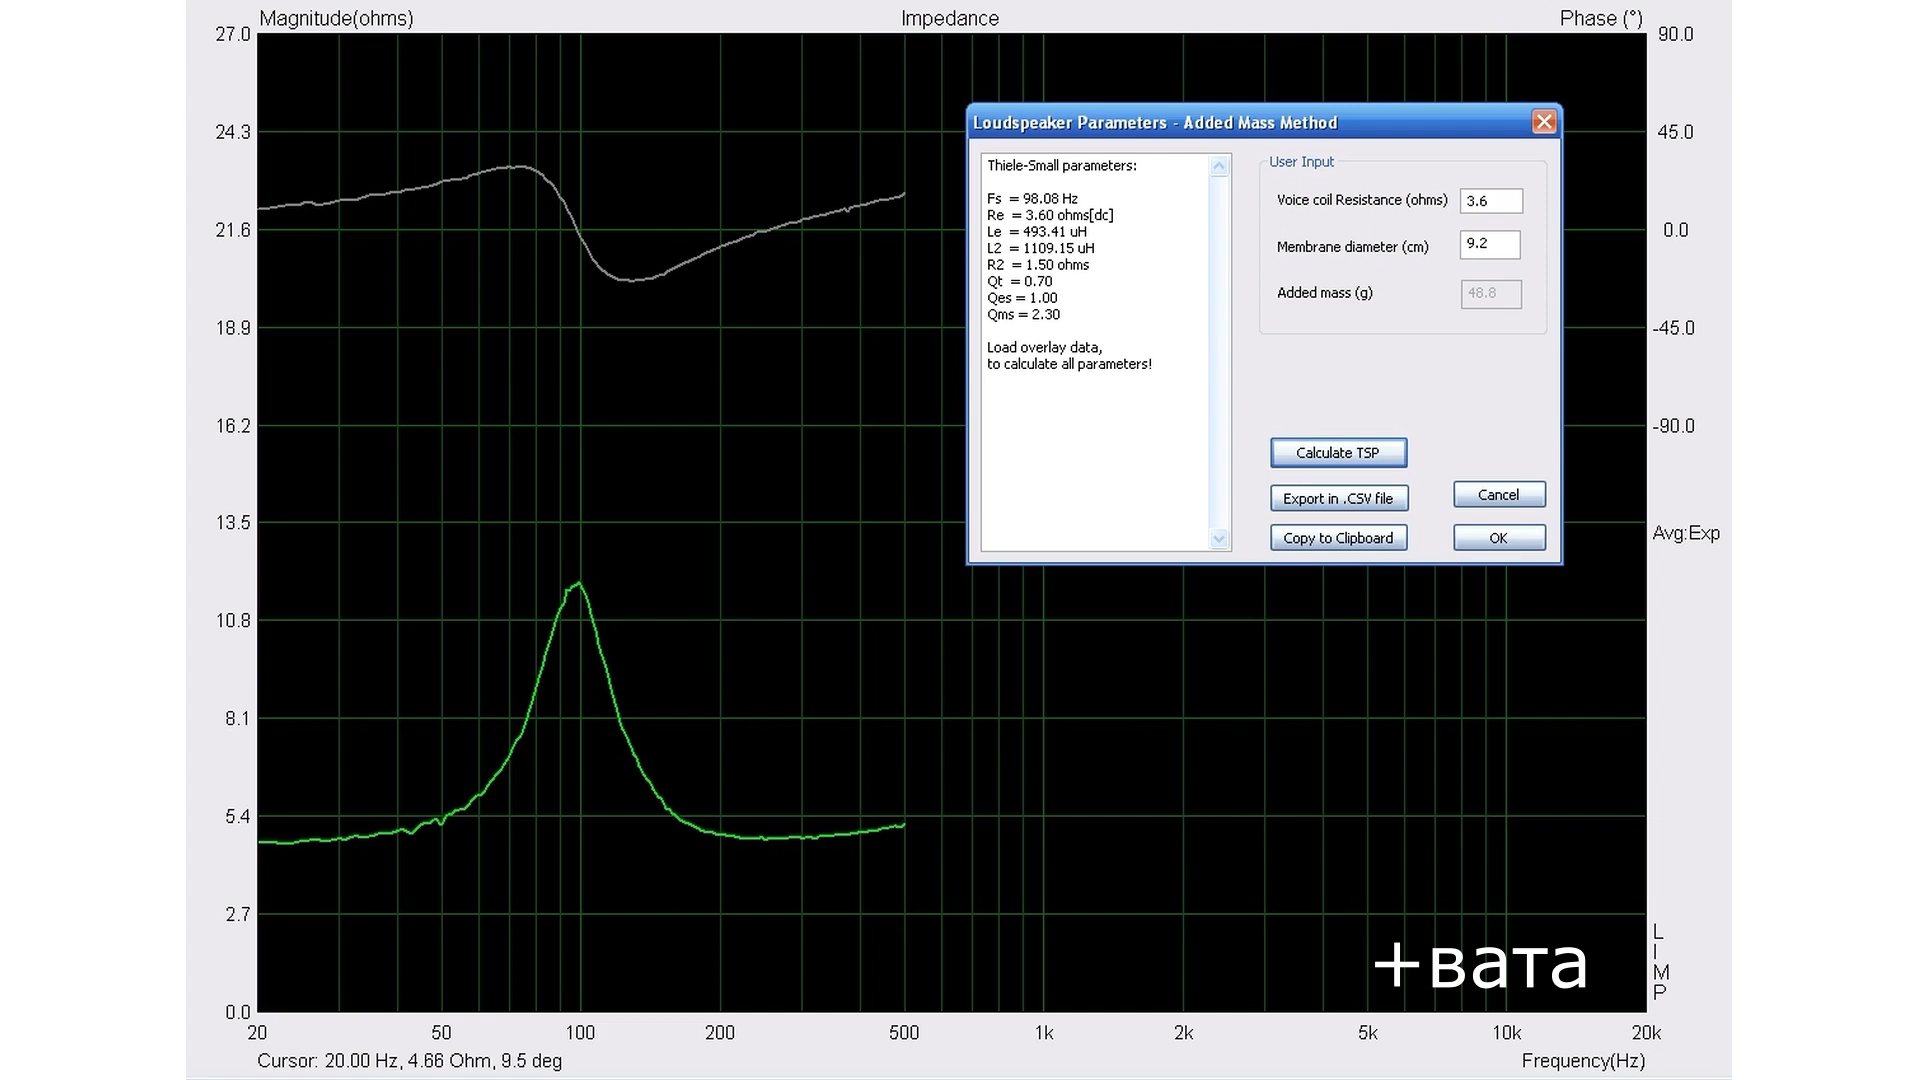 Magnitude(ohms) Impedance Phase (°)
27.0 90.0
24.3 45.0
21.6 0.0
18.9 -45.0
16.2 -90.0
13.5
10.8
8.1
5.4
2.7
0.0
Avg:Exp
Loudspeaker Parameters - Added Mass Method
Thiele-Small parameters:
Fs = 98.08 Hz
Re = 3.60 ohms[dc]
Le = 493.41 uH
L2 = 1109.15 uH
R2 = 1.50 ohms
Qt = 0.70
Qes = 1.00
Qms = 2.30
Load overlay data,
to calculate all parameters!
User Input
Voice coil Resistance (ohms) 3.6
Membrane diameter (cm) 9.2
Added mass (g) 48.8
Calculate TSP
Export in .CSV file
Copy to Clipboard
Cancel
OK
+вата
L
I
M
P
20 50 100 200 500 1k 2k 5k 10k 20k
Cursor: 20.00 Hz, 4.66 Ohm, 9.5 deg Frequency(Hz)